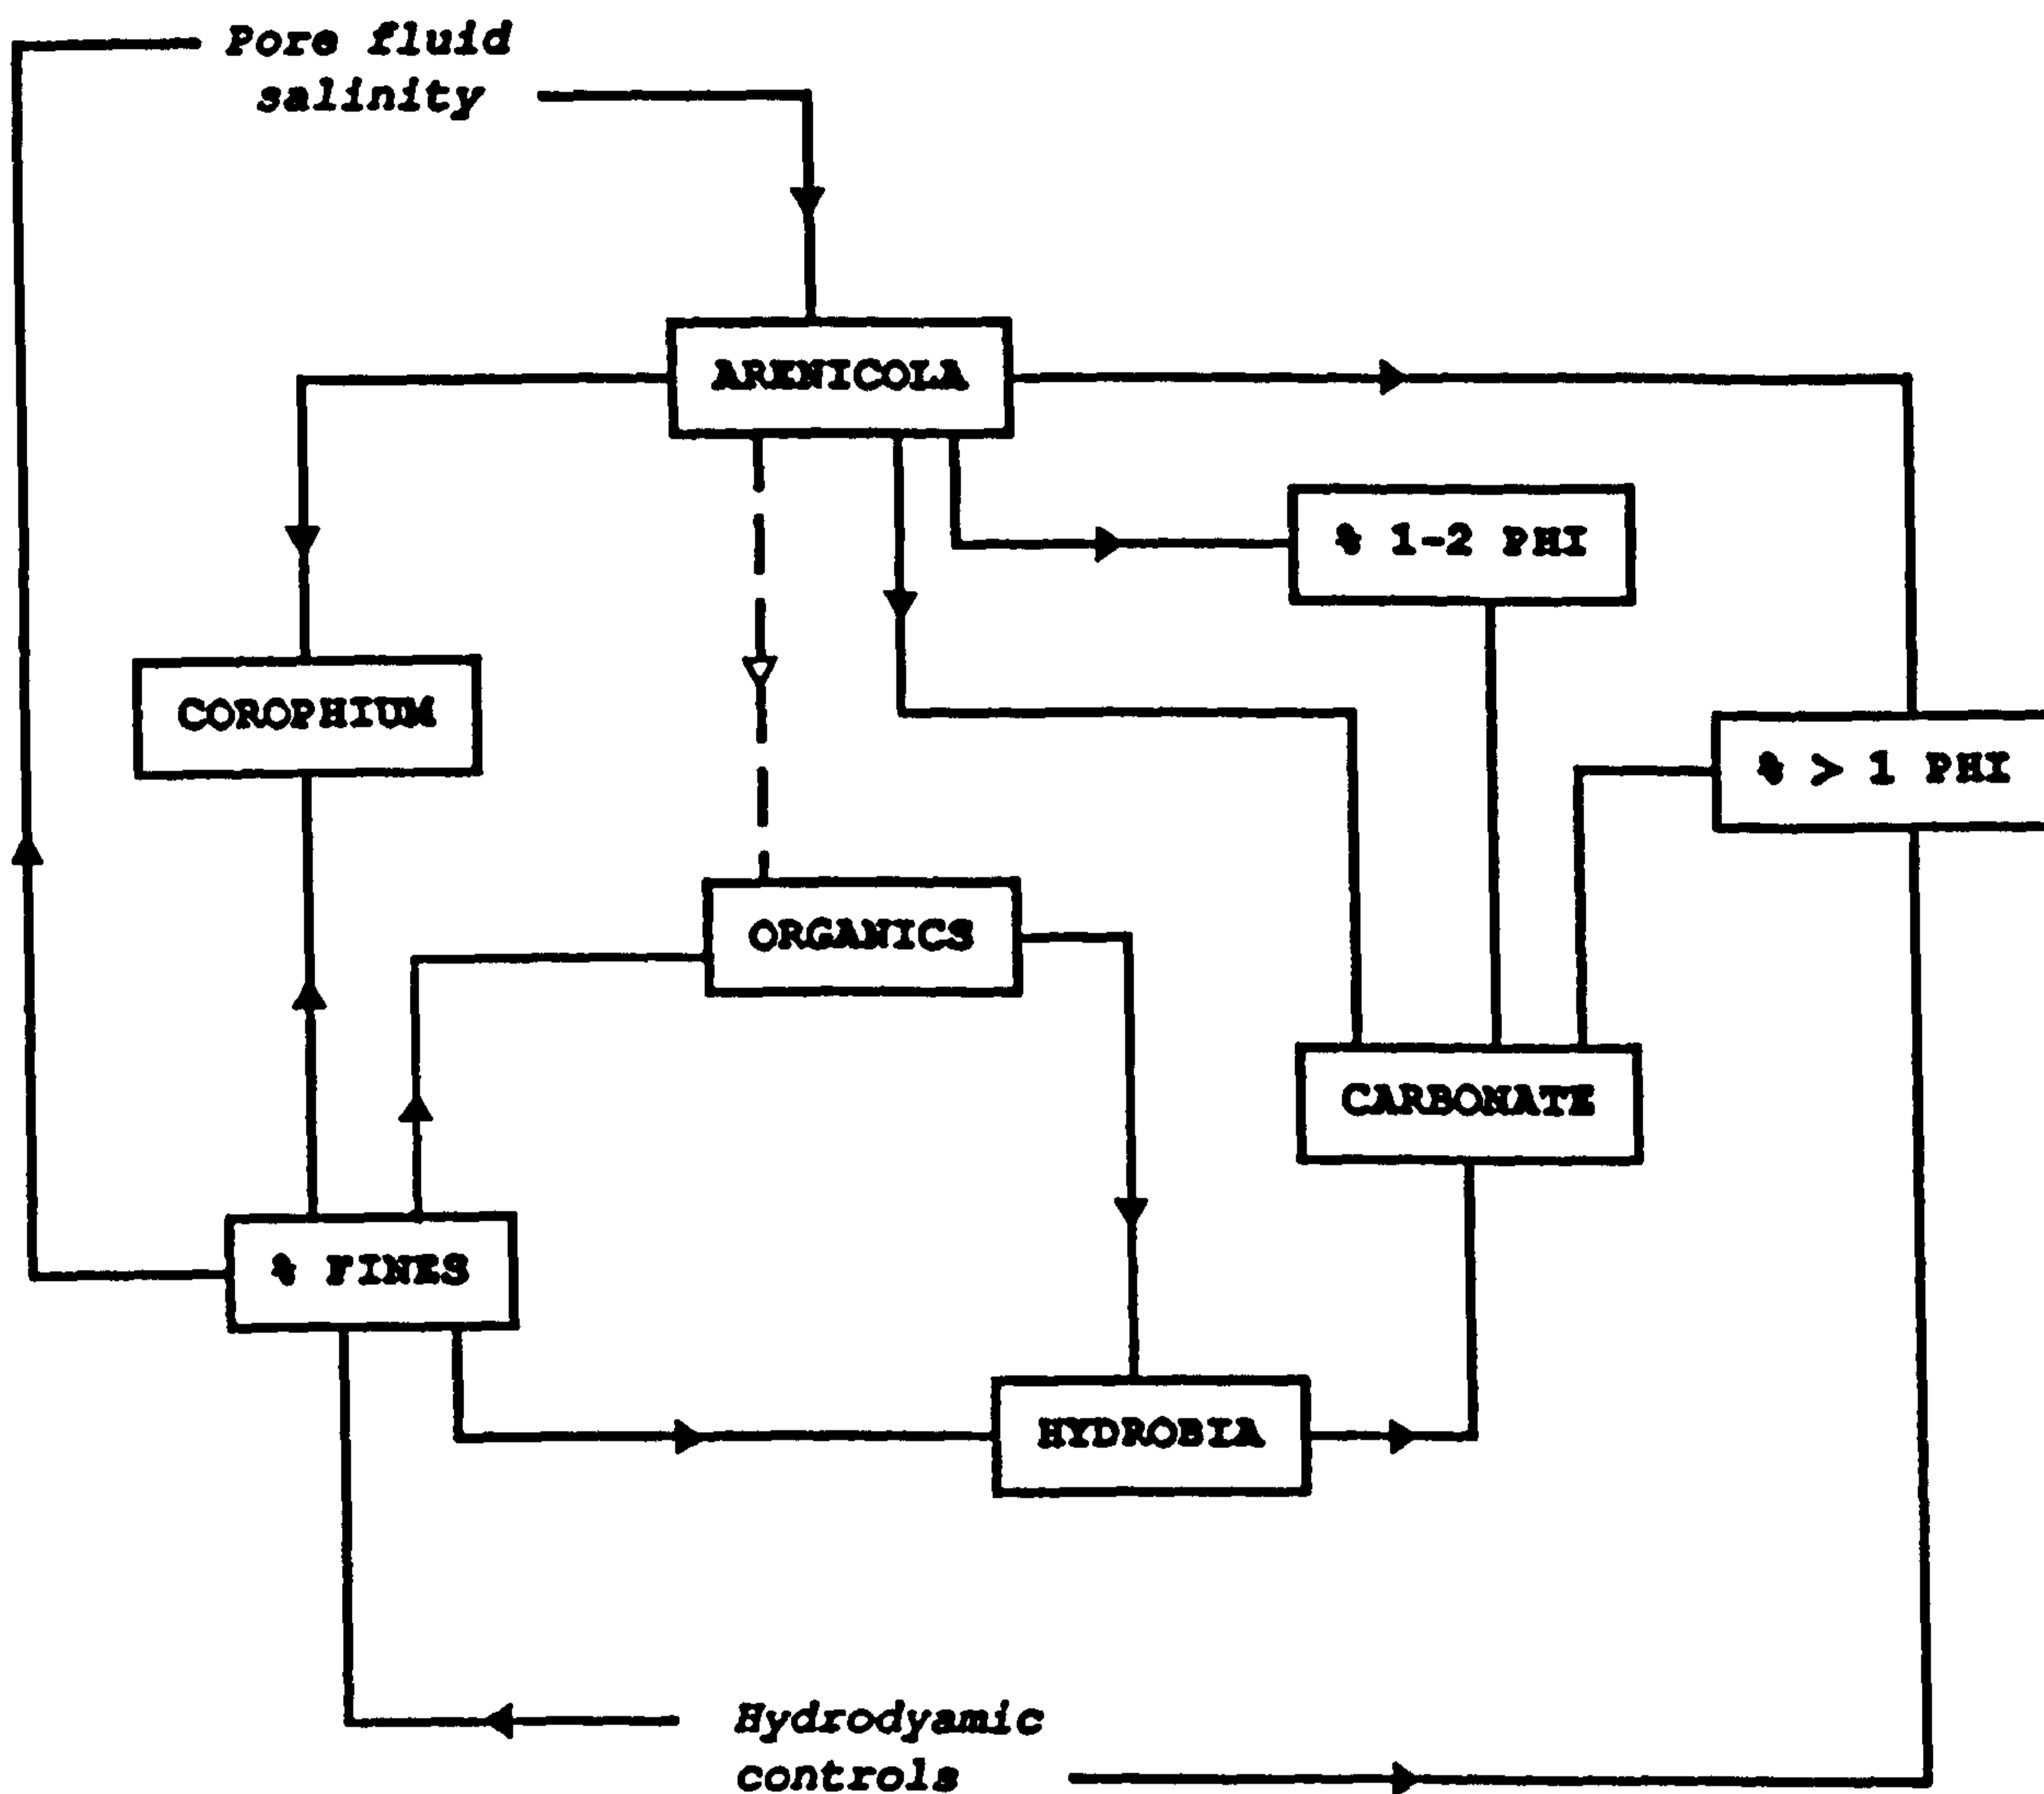 Pore fluid
salinity
ARENICOLA
% 1-2 PHI
COROPHIUM
% > 1 PHI
ORGANICS
CARBONATE
% FINES
HYDROBIA
Hydrodyamic
controls